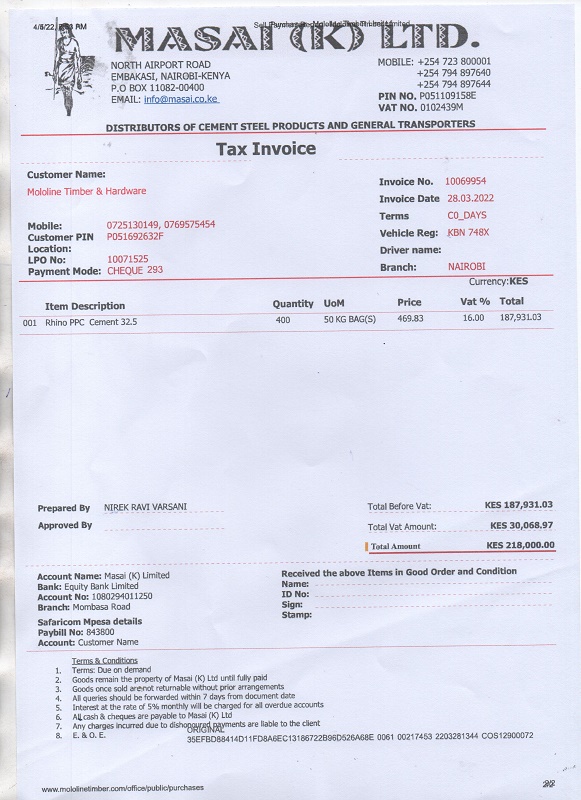 4/8/22,
MASAI (K) LTD.
NORTH AIRPORT ROAD
EMBAKASI, NAIROBI-KENYA
P.O BOX 11082-00400
EMAIL: info@masai.co.ke
MOBILE: +254 723 800001
+254 794 897640
+254 794 897644
PIN NO. P051109158E
VAT NO. 0102439M
DISTRIBUTORS OF CEMENT STEEL PRODUCTS AND GENERAL TRANSPORTERS
Tax Invoice
Customer Name:
Mololine Timber & Hardware
Mobile: 0725130149, 0769575454
Customer PIN P051692632F
Location:
LPO No: 10071525
Payment Mode: CHEQUE 293
Invoice No. 10069954
Invoice Date 28.03.2022
Terms C0_DAYS
Vehicle Reg: KBN 748X
Driver name:
Branch: NAIROBI
Currency:KES
Item Description Quantity UoM Price Vat % Total
001 Rhino PPC Cement 32.5 400 50 KG BAG(S) 469.83 16.00 187,931.03
Prepared By NIREK RAVI VARSANI
Approved By
Total Before Vat: KES 187,931.03
Total Vat Amount: KES 30,068.97
Total Amount KES 218,000.00
Account Name: Masai (K) Limited
Bank: Equity Bank Limited
Account No: 1080294011250
Branch: Mombasa Road
Safaricom Mpesa details
Paybill No: 843800
Account: Customer Name
Received the above Items in Good Order and Condition
Name:
ID No:
Sign:
Stamp:
Terms & Conditions
1. Terms: Due on demand
2. Goods remain the property of Masai (K) Ltd until fully paid
3. Goods once sold are not returnable without prior arrangements
4. All queries should be forwarded within 7 days from document date
5. Interest at the rate of 5% monthly will be charged for all overdue accounts
6. All cash & cheques are payable to Masai (K) Ltd
7. Any charges incurred due to dishonoured payments are liable to the client
8. E. & O. E.
ORIGINAL
35EFBD88414D11FD8A6EC13186722B96D526A68E 0061 00217453 2203281344 COS12900072
www.mololinetimber.com/office/public/purchases